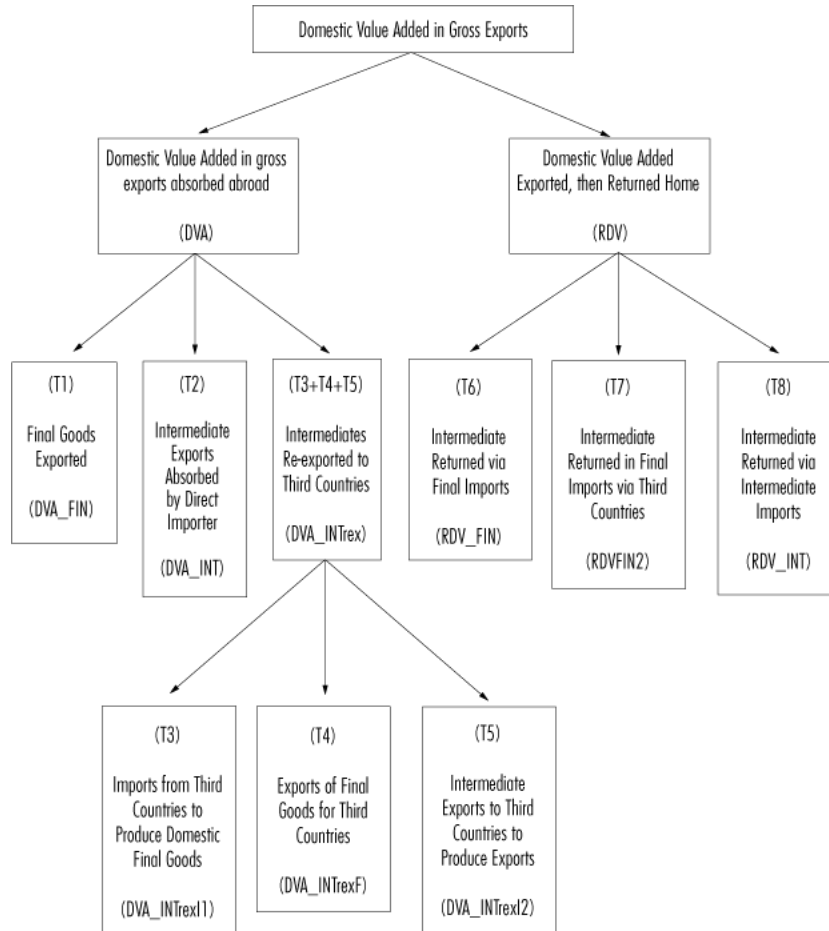 Domestic Value Added in Gross Exports
Domestic Value Added in gross
exports absorbed abroad
(DVA)
Domestic Value Added
Exported, then Returned Home
(RDV)
(T1)
Final Goods
Exported
(DVA_FIN)
(T2)
Intermediate
Exports
Absorbed
by Direct
Importer
(DVA_INT)
(T3+T4+T5)
Intermediates
Re-exported to
Third Countries
(DVA_INTrex)
(T6)
Intermediate
Returned via
Final Imports
(RDV_FIN)
(T7)
Intermediate
Returned in Final
Imports via Third
Countries
(RDVFIN2)
(T8)
Intermediate
Returned via
Intermediate
Imports
(RDV_INT)
(T3)
Imports from Third
Countries to
Produce Domestic
Final Goods
(DVA_INTrexI1)
(T4)
Exports of Final
Goods for Third
Countries
(DVA_INTrexF)
(T5)
Intermediate
Exports to Third
Countries to
Produce Exports
(DVA_INTrexI2)